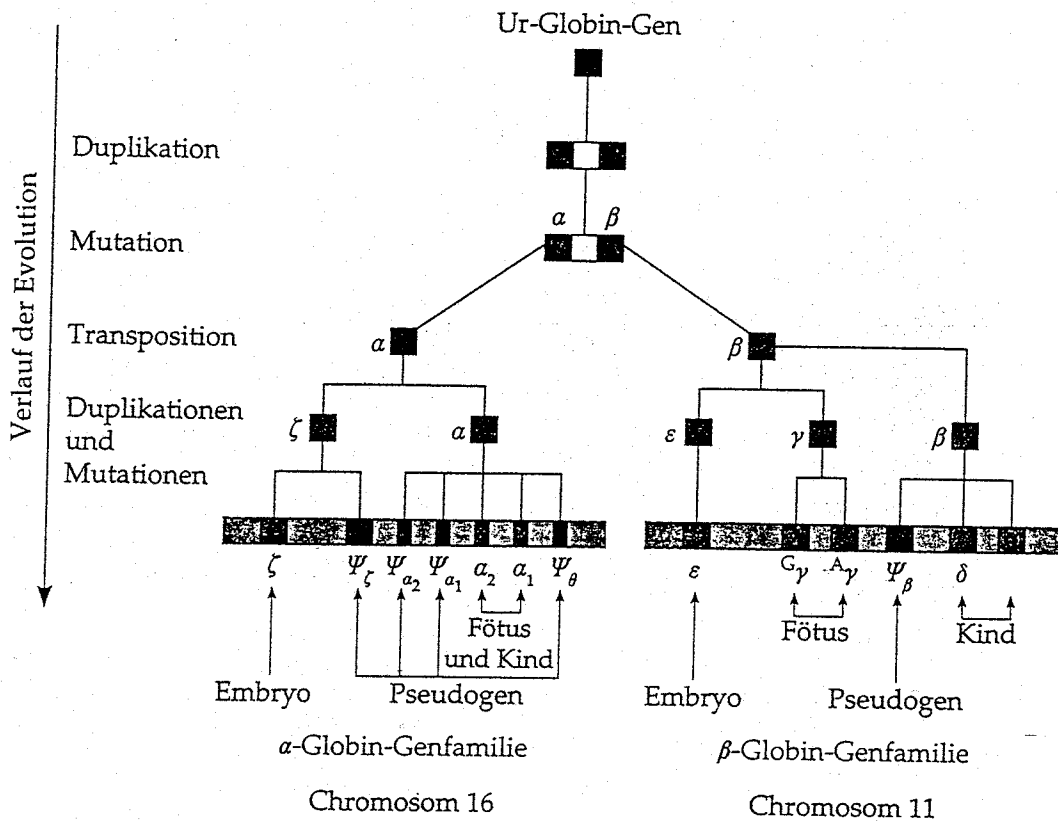 Ur-Globin-Gen
Verlauf der Evolution
Duplikation
α β
Mutation
Transposition
α
β
Duplikationen
und
Mutationen
ζ
α
ε
γ
β
ζ Ψζ Ψα2 Ψα1 α2 α1 Ψθ
ε Gγ Aγ Ψβ δ
Fötus
und Kind
Fötus
Kind
Embryo
Pseudogen
Embryo
Pseudogen
α-Globin-Genfamilie
β-Globin-Genfamilie
Chromosom 16
Chromosom 11